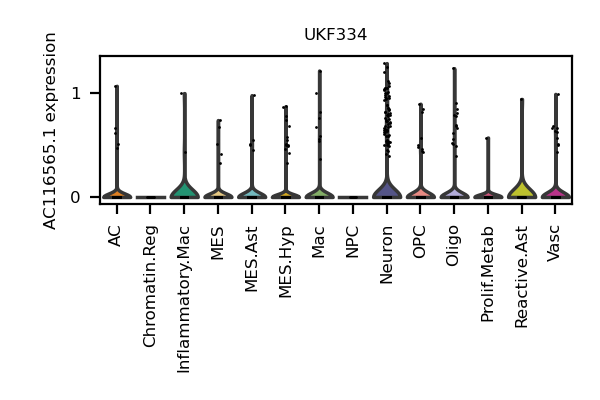 UKF334
AC116565.1 expression
1
0
AC
Chromatin.Reg
Inflammatory.Mac
MES
MES.Ast
MES.Hyp
Mac
NPC
Neuron
OPC
Oligo
Prolif.Metab
Reactive.Ast
Vasc